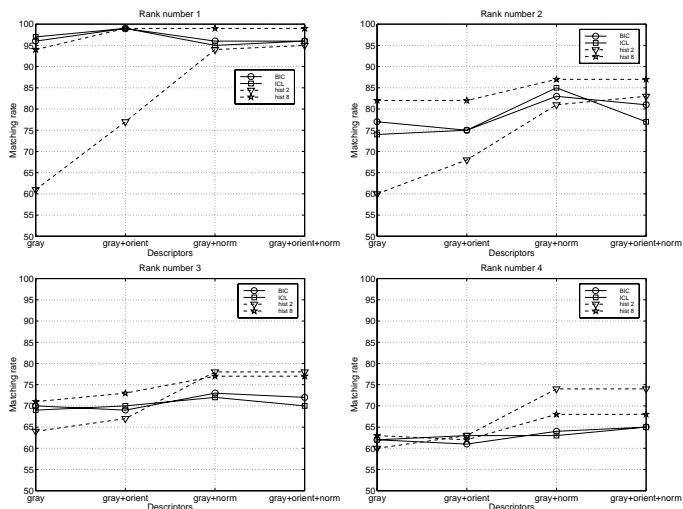 Rank number 1
100
95
90
85
80
75
70
65
60
55
50
Matching rate
BIC
ICL
hist 2
hist 8
gray
gray+orient
gray+norm
gray+orient+norm
Descriptors
Rank number 2
100
95
90
85
80
75
70
65
60
55
50
Matching rate
BIC
ICL
hist 2
hist 8
gray
gray+orient
gray+norm
gray+orient+norm
Descriptors
Rank number 3
100
95
90
85
80
75
70
65
60
55
50
Matching rate
BIC
ICL
hist 2
hist 8
gray
gray+orient
gray+norm
gray+orient+norm
Descriptors
Rank number 4
100
95
90
85
80
75
70
65
60
55
50
Matching rate
BIC
ICL
hist 2
hist 8
gray
gray+orient
gray+norm
gray+orient+norm
Descriptors